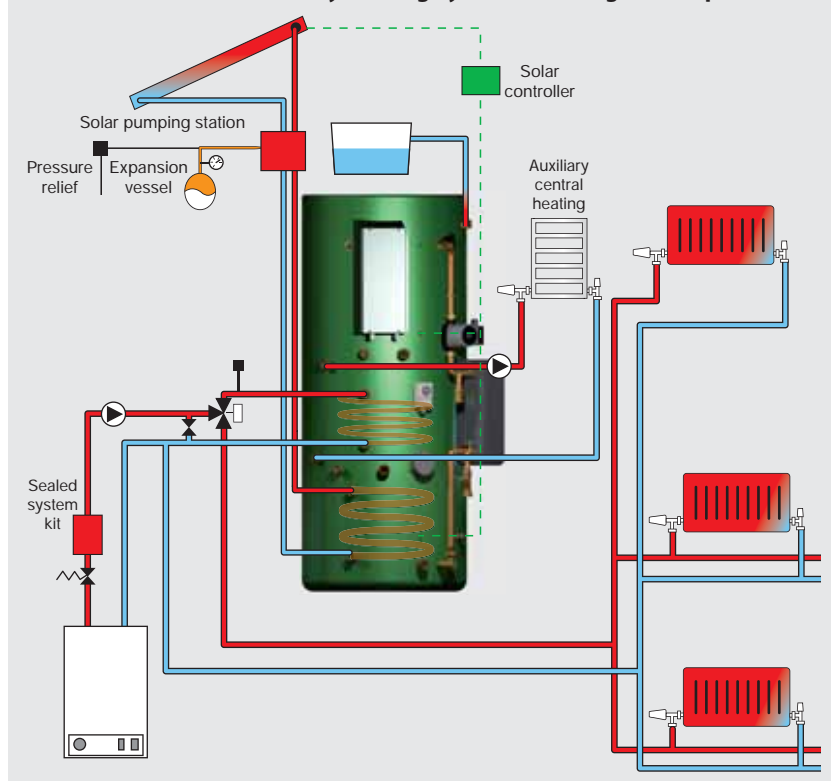 Solar
controller
Solar pumping station
Pressure
relief
Expansion
vessel
Auxiliary
central
heating
Sealed
system
kit